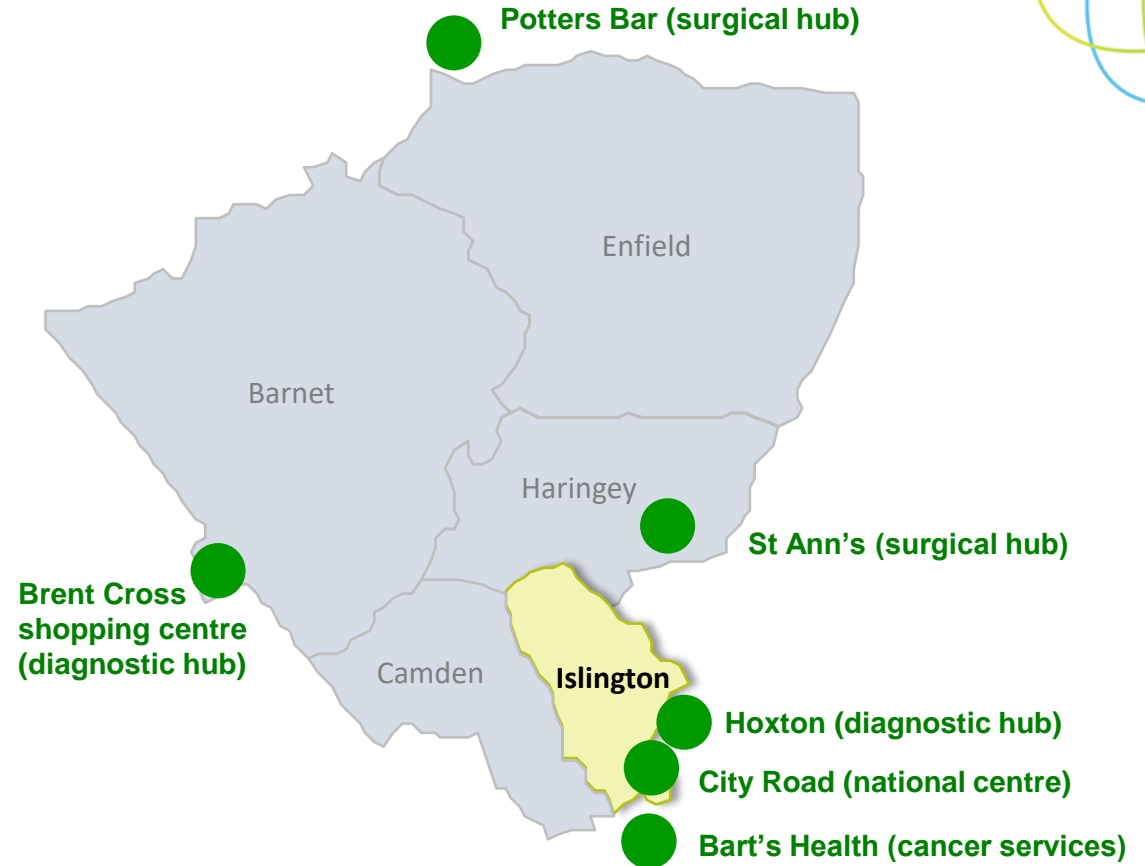 Potters Bar (surgical hub)
Enfield
Barnet
Haringey
St Ann's (surgical hub)
Brent Cross
shopping centre
(diagnostic hub)
Camden
Islington
Hoxton (diagnostic hub)
City Road (national centre)
Bart's Health (cancer services)